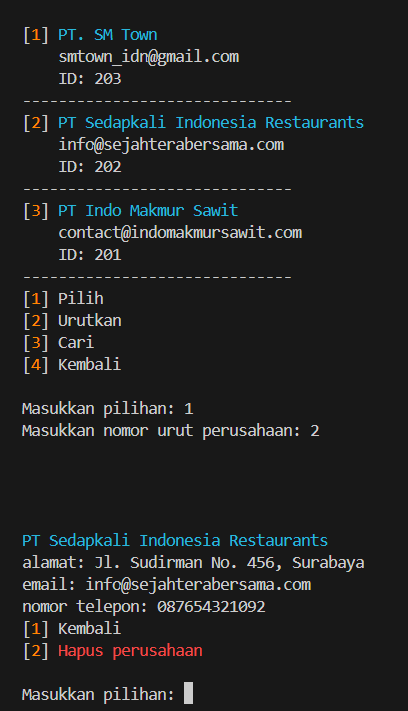 [1] PT. SM Town
smtown_idn@gmail.com
ID: 203
------------------------------
[2] PT Sedapkali Indonesia Restaurants
info@sejahterabersama.com
ID: 202
------------------------------
[3] PT Indo Makmur Sawit
contact@indomakmursawit.com
ID: 201
------------------------------
[1] Pilih
[2] Urutkan
[3] Cari
[4] Kembali
Masukkan pilihan: 1
Masukkan nomor urut perusahaan: 2
PT Sedapkali Indonesia Restaurants
alamat: Jl. Sudirman No. 456, Surabaya
email: info@sejahterabersama.com
nomor telepon: 087654321092
[1] Kembali
[2] Hapus perusahaan
Masukkan pilihan: